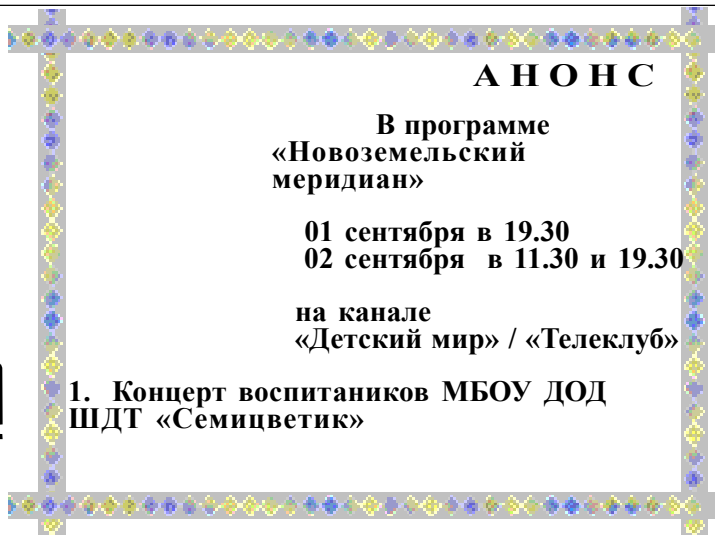 А Н О Н С
В программе
«Новоземельский
меридиан»
01 сентября в 19.30
02 сентября в 11.30 и 19.30
на канале
«Детский мир» / «Телеклуб»
1. Концерт воспитаников МБОУ ДОД
ШДТ «Семицветик»